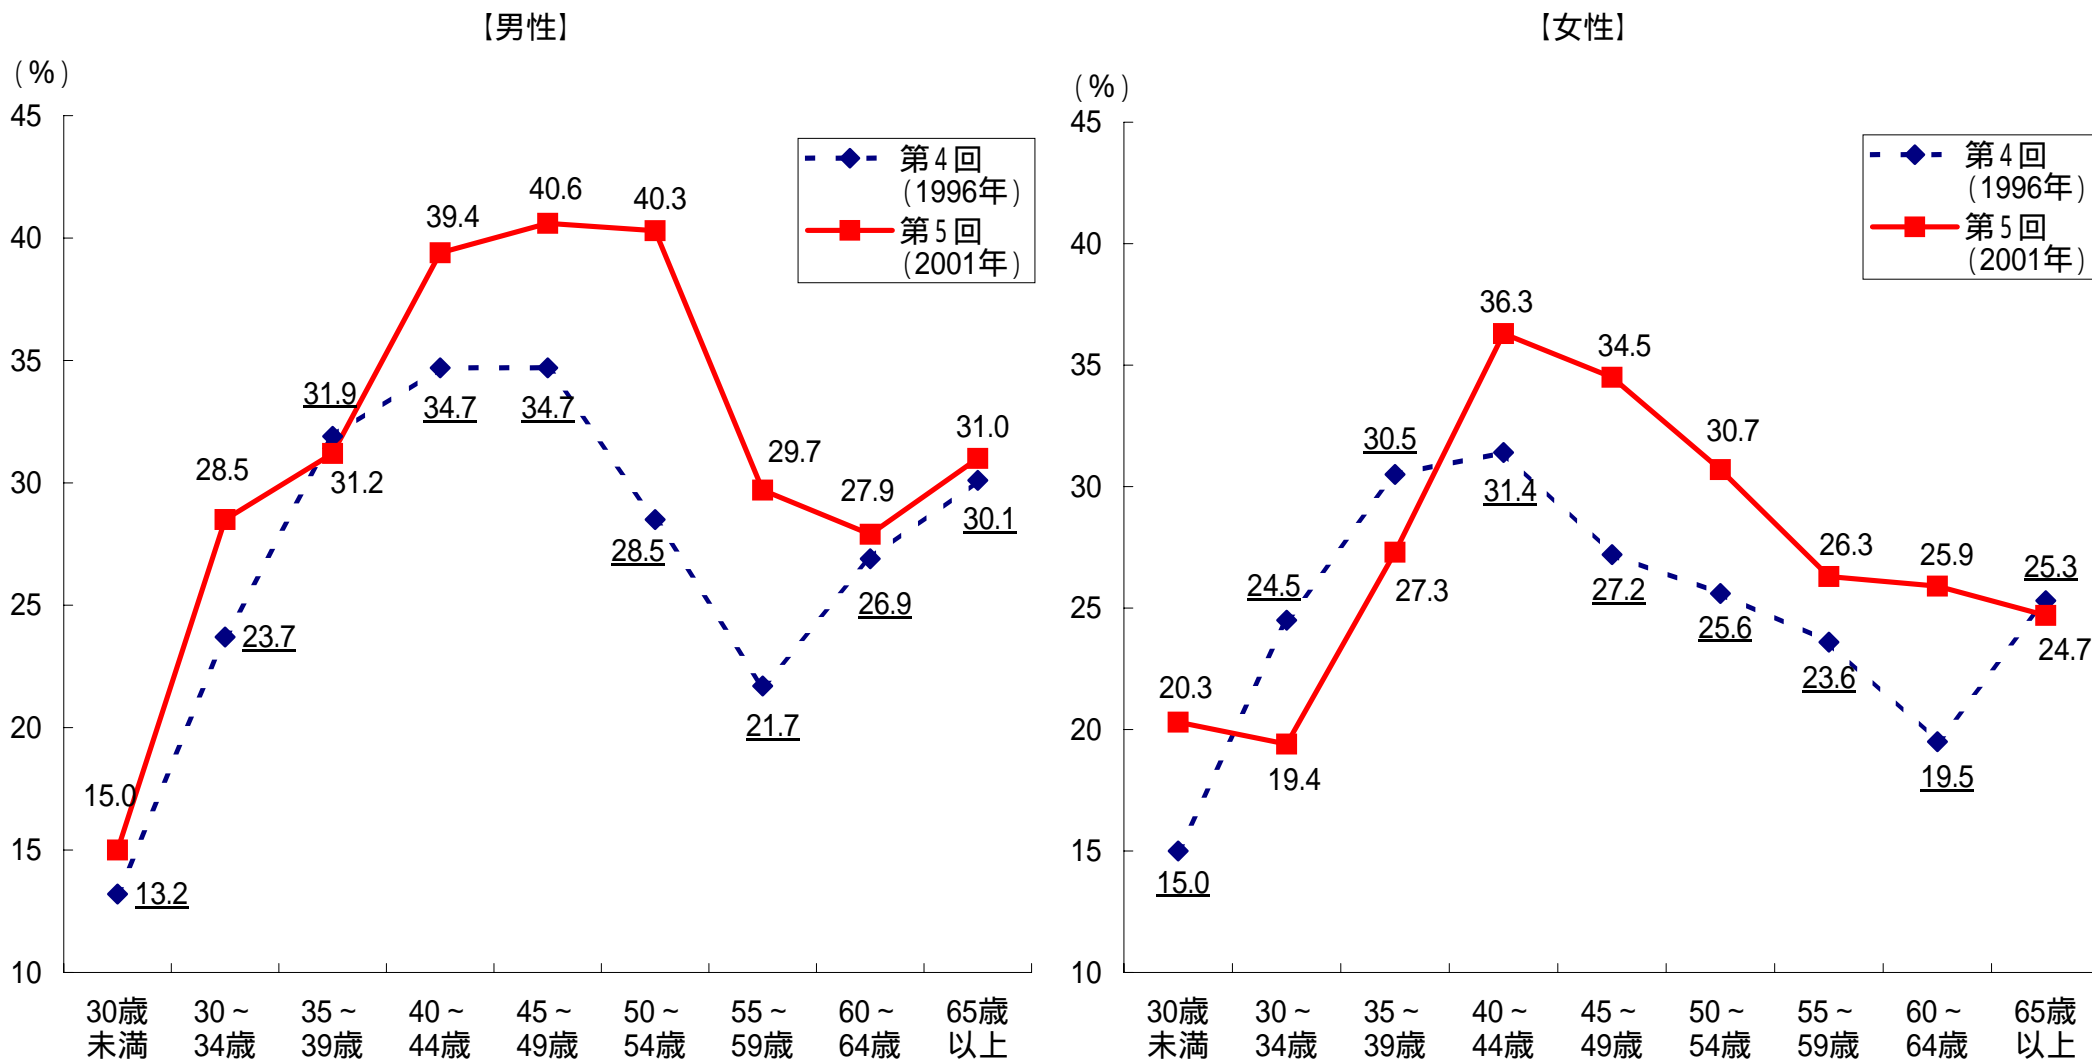 【男性】
(%)
45
40
35
30
25
20
15
10
第4回
(1996年)
第5回
(2001年)
15.0
28.5
31.2
39.4
40.6
40.3
29.7
27.9
31.0
13.2
23.7
31.9
34.7
34.7
28.5
21.7
26.9
30.1
30歳
未満
30~
34歳
35~
39歳
40~
44歳
45~
49歳
50~
54歳
55~
59歳
60~
64歳
65歳
以上
【女性】
(%)
45
40
35
30
25
20
15
10
第4回
(1996年)
第5回
(2001年)
20.3
19.4
27.3
36.3
34.5
30.7
26.3
25.9
24.7
15.0
24.5
30.5
31.4
27.2
25.6
23.6
19.5
25.3
30歳
未満
30~
34歳
35~
39歳
40~
44歳
45~
49歳
50~
54歳
55~
59歳
60~
64歳
65歳
以上